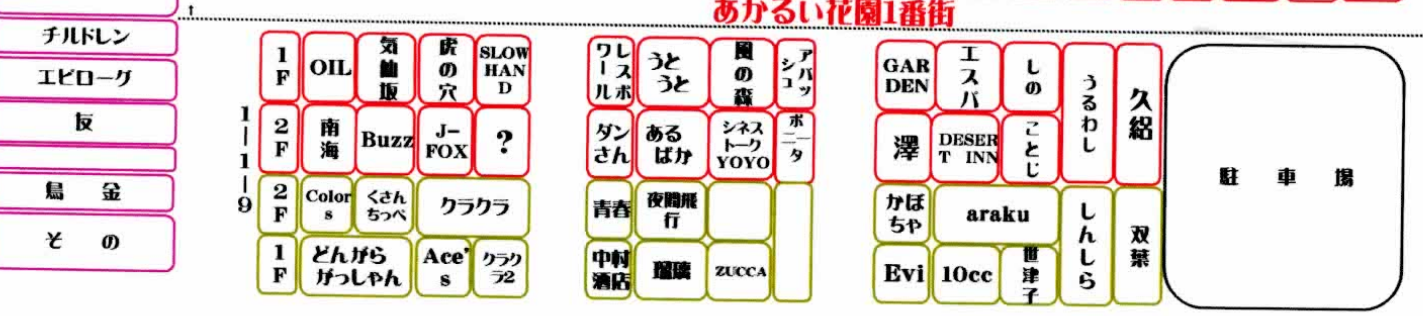 あかるい花園1番街
チルドレン
エピローグ
友
鳥 金
そ の
1―1―9
1F
OIL
気仙坂
虎の穴
SLOW HAND
2F
南海
Buzz
J-FOX
?
2F
Colors
くさんちっぺ
クラクラ
1F
どんがらがっしゃん
Ace's
クラクラ2
レスポワール
うとうと
風の森
アパッシュ
ダンさん
あるばか
シネストークYOYO
ボニータ
青春
夜間飛行
中村酒店
瑠璃
ZUCCA
GARDEN
エスパ
しの
うるわし
久絽
澤
DESERT INN
ことじ
かぼちゃ
araku
しんしら
双葉
Evi
10cc
世津子
駐車場